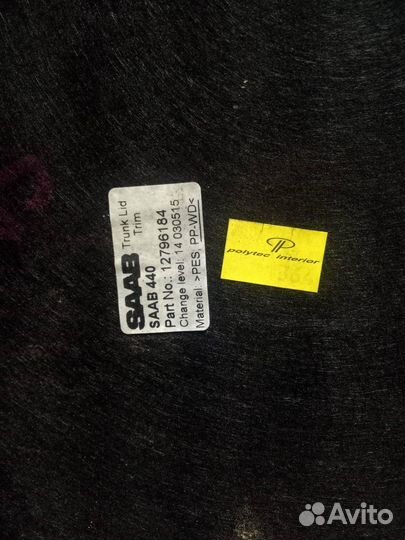 SAAB Trunk Lid Trim
SAAB 440
Part No.: 12796184
Change level: 14 030515
Material: >PES, PP-WD<
polytec interior
Avito